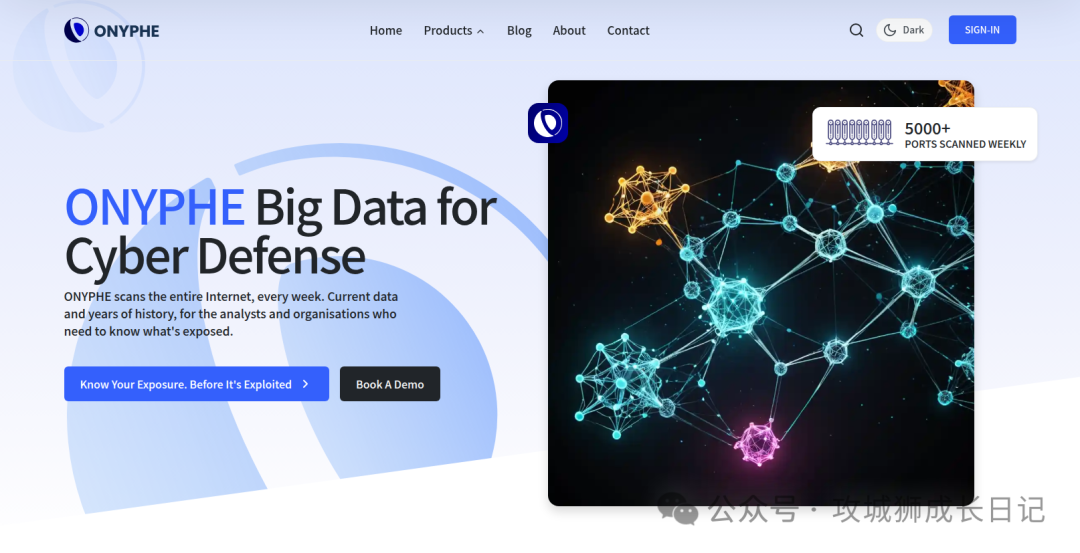 ONYPHE
Home
Products
Blog
About
Contact
Dark
SIGN-IN
5000+
PORTS SCANNED WEEKLY
ONYPHE Big Data for
Cyber Defense
ONYPHE scans the entire Internet, every week. Current data
and years of history, for the analysts and organisations who
need to know what's exposed.
Know Your Exposure. Before It's Exploited
Book A Demo
公众号 · 攻城狮成长日记